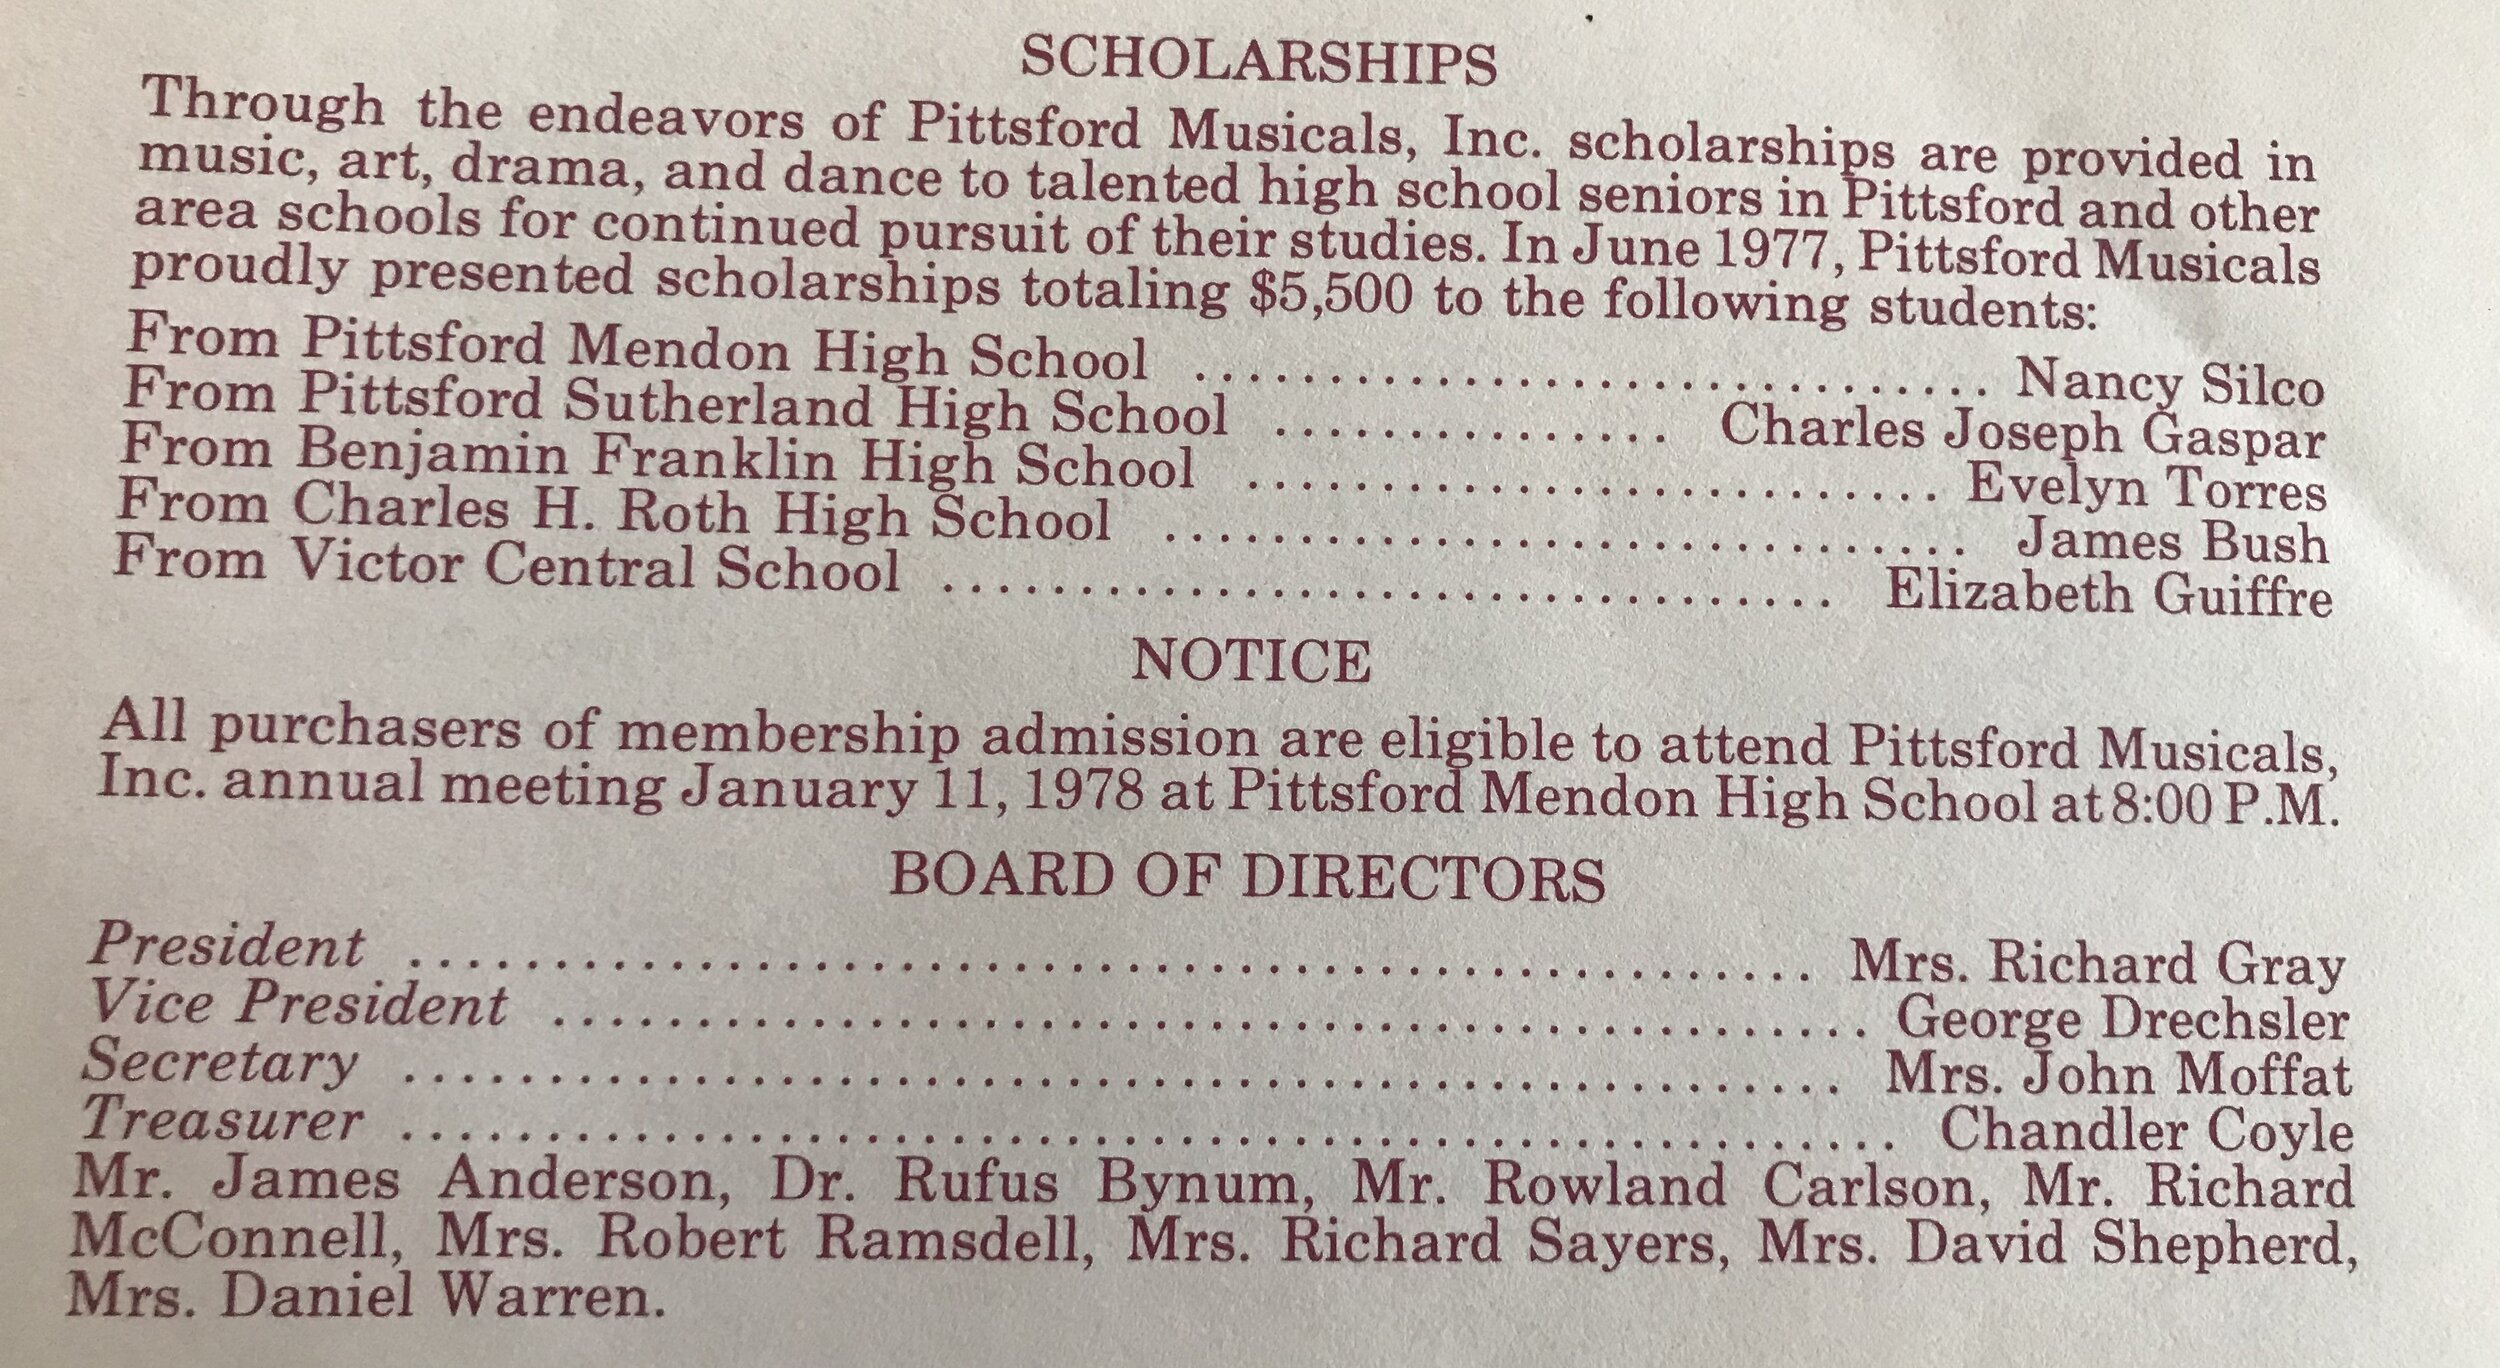 SCHOLARSHIPS
Through the endeavors of Pittsford Musicals, Inc. scholarships are provided in
music, art, drama, and dance to talented high school seniors in Pittsford and other
area schools for continued pursuit of their studies. In June 1977, Pittsford Musicals
proudly presented scholarships totaling $5,500 to the following students:
From Pittsford Mendon High School .............................. Nancy Silco
From Pittsford Sutherland High School ............... Charles Joseph Gaspar
From Benjamin Franklin High School .......................... Evelyn Torres
From Charles H. Roth High School .............................. James Bush
From Victor Central School ................................. Elizabeth Guiffre
NOTICE
All purchasers of membership admission are eligible to attend Pittsford Musicals,
Inc. annual meeting January 11, 1978 at Pittsford Mendon High School at 8:00 P.M.
BOARD OF DIRECTORS
President ................................................. Mrs. Richard Gray
Vice President .............................................. George Drechsler
Secretary .................................................. Mrs. John Moffat
Treasurer .................................................... Chandler Coyle
Mr. James Anderson, Dr. Rufus Bynum, Mr. Rowland Carlson, Mr. Richard
McConnell, Mrs. Robert Ramsdell, Mrs. Richard Sayers, Mrs. David Shepherd,
Mrs. Daniel Warren.